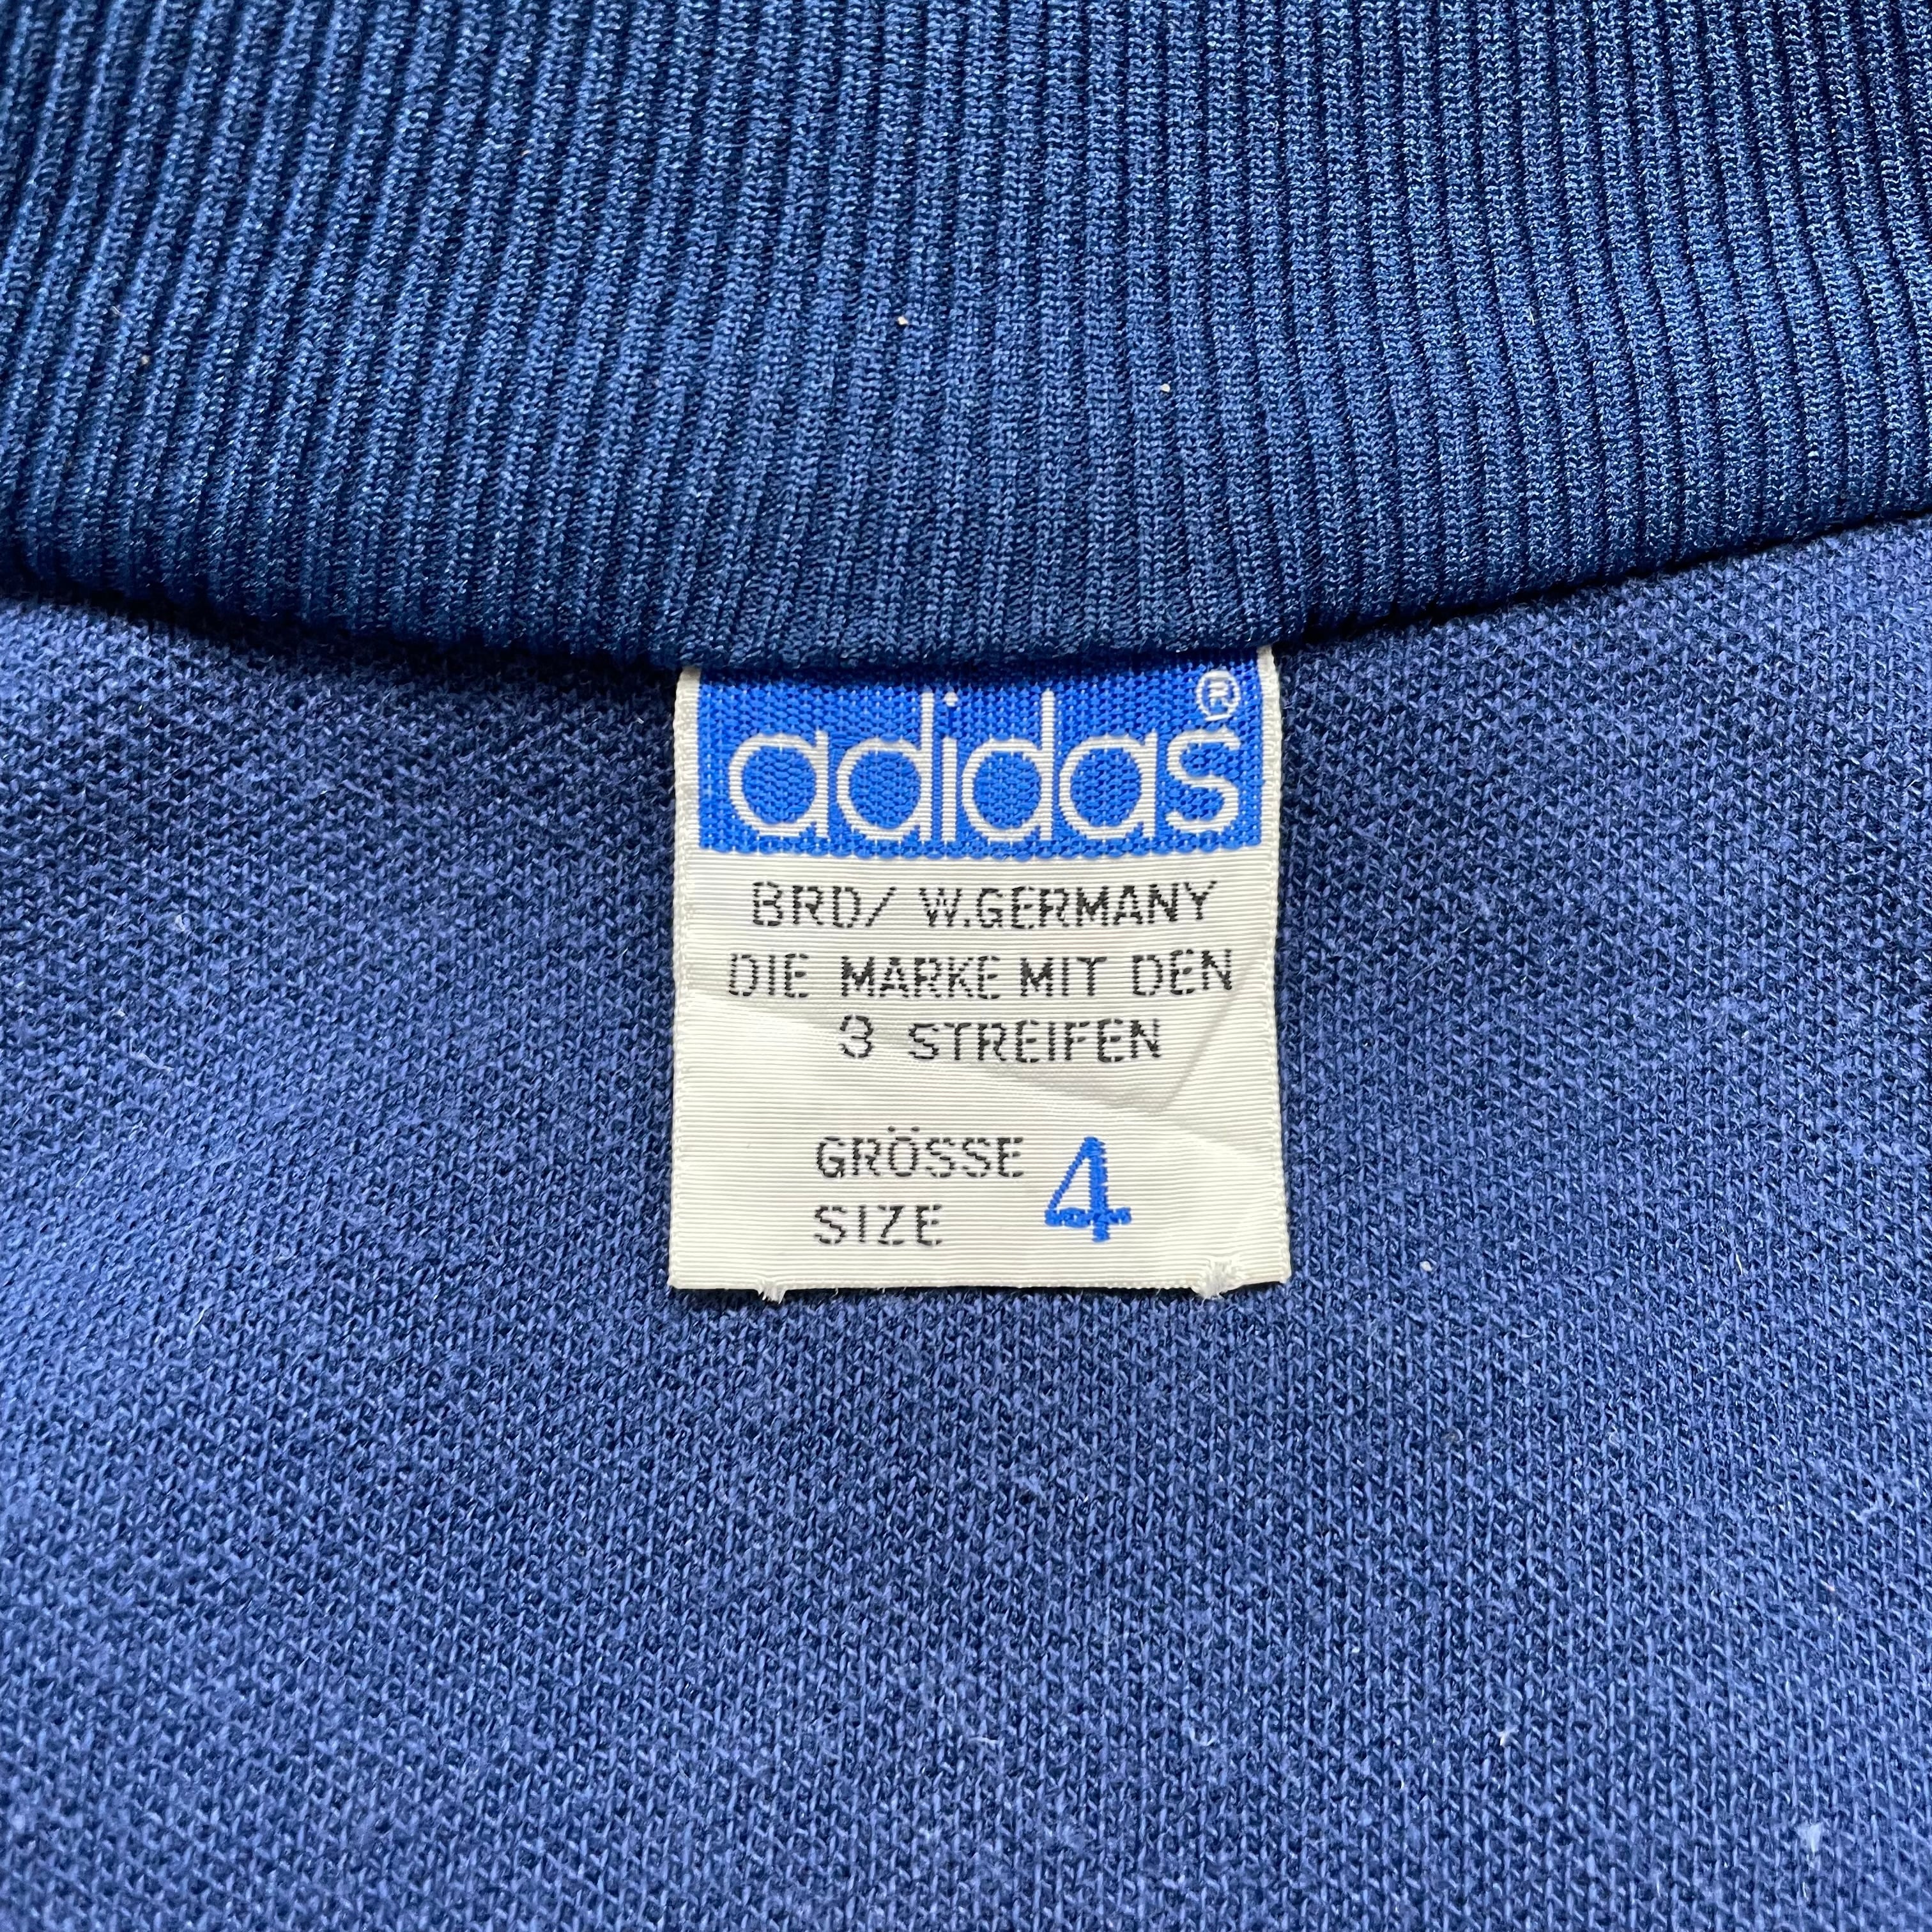 adidas®
BRD/ W.GERMANY
DIE MARKE MIT DEN
3 STREIFEN
GRÖSSE 4
SIZE